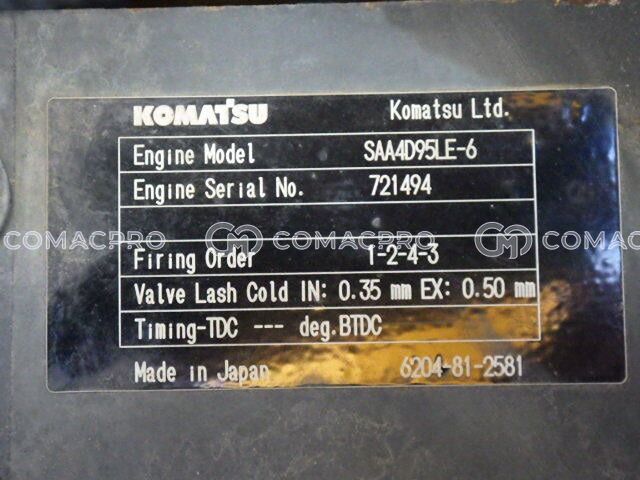 KOMATSU Komatsu Ltd.
Engine Model SAA4D95LE-6
Engine Serial No. 721494
COMACPRO COMACPRO COMACPRO
Firing Order 1-2-4-3
Valve Lash Cold IN: 0.35 mm EX: 0.50 mm
Timing-TDC --- deg.BTDC
Made in Japan 6204-81-2581